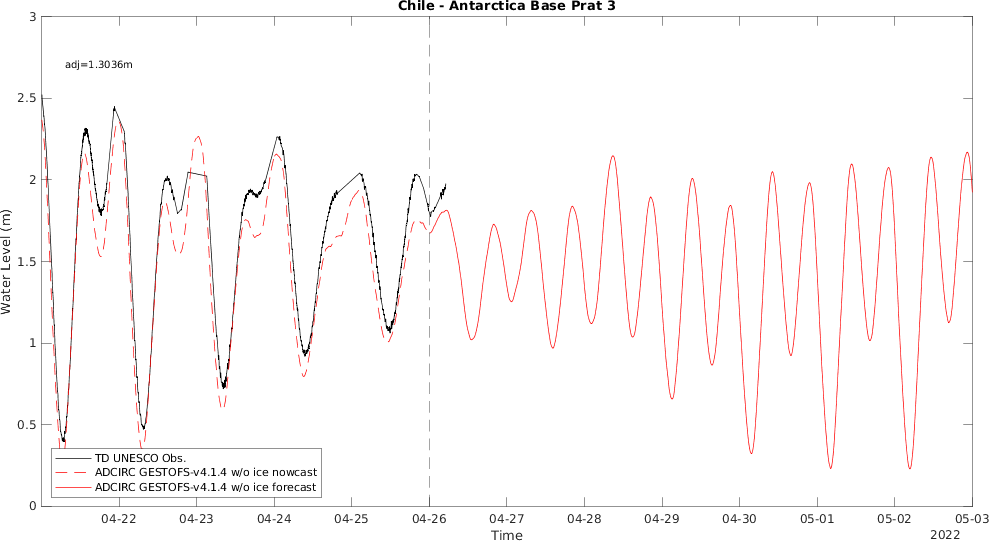 Chile - Antarctica Base Prat 3
adj=1.3036m
3
2.5
2
1.5
1
0.5
0
Water Level (m)
TD UNESCO Obs.
ADCIRC GESTOFS-v4.1.4 w/o ice nowcast
ADCIRC GESTOFS-v4.1.4 w/o ice forecast
04-22 04-23 04-24 04-25 04-26 04-27 04-28 04-29 04-30 05-01 05-02 05-03
Time
2022